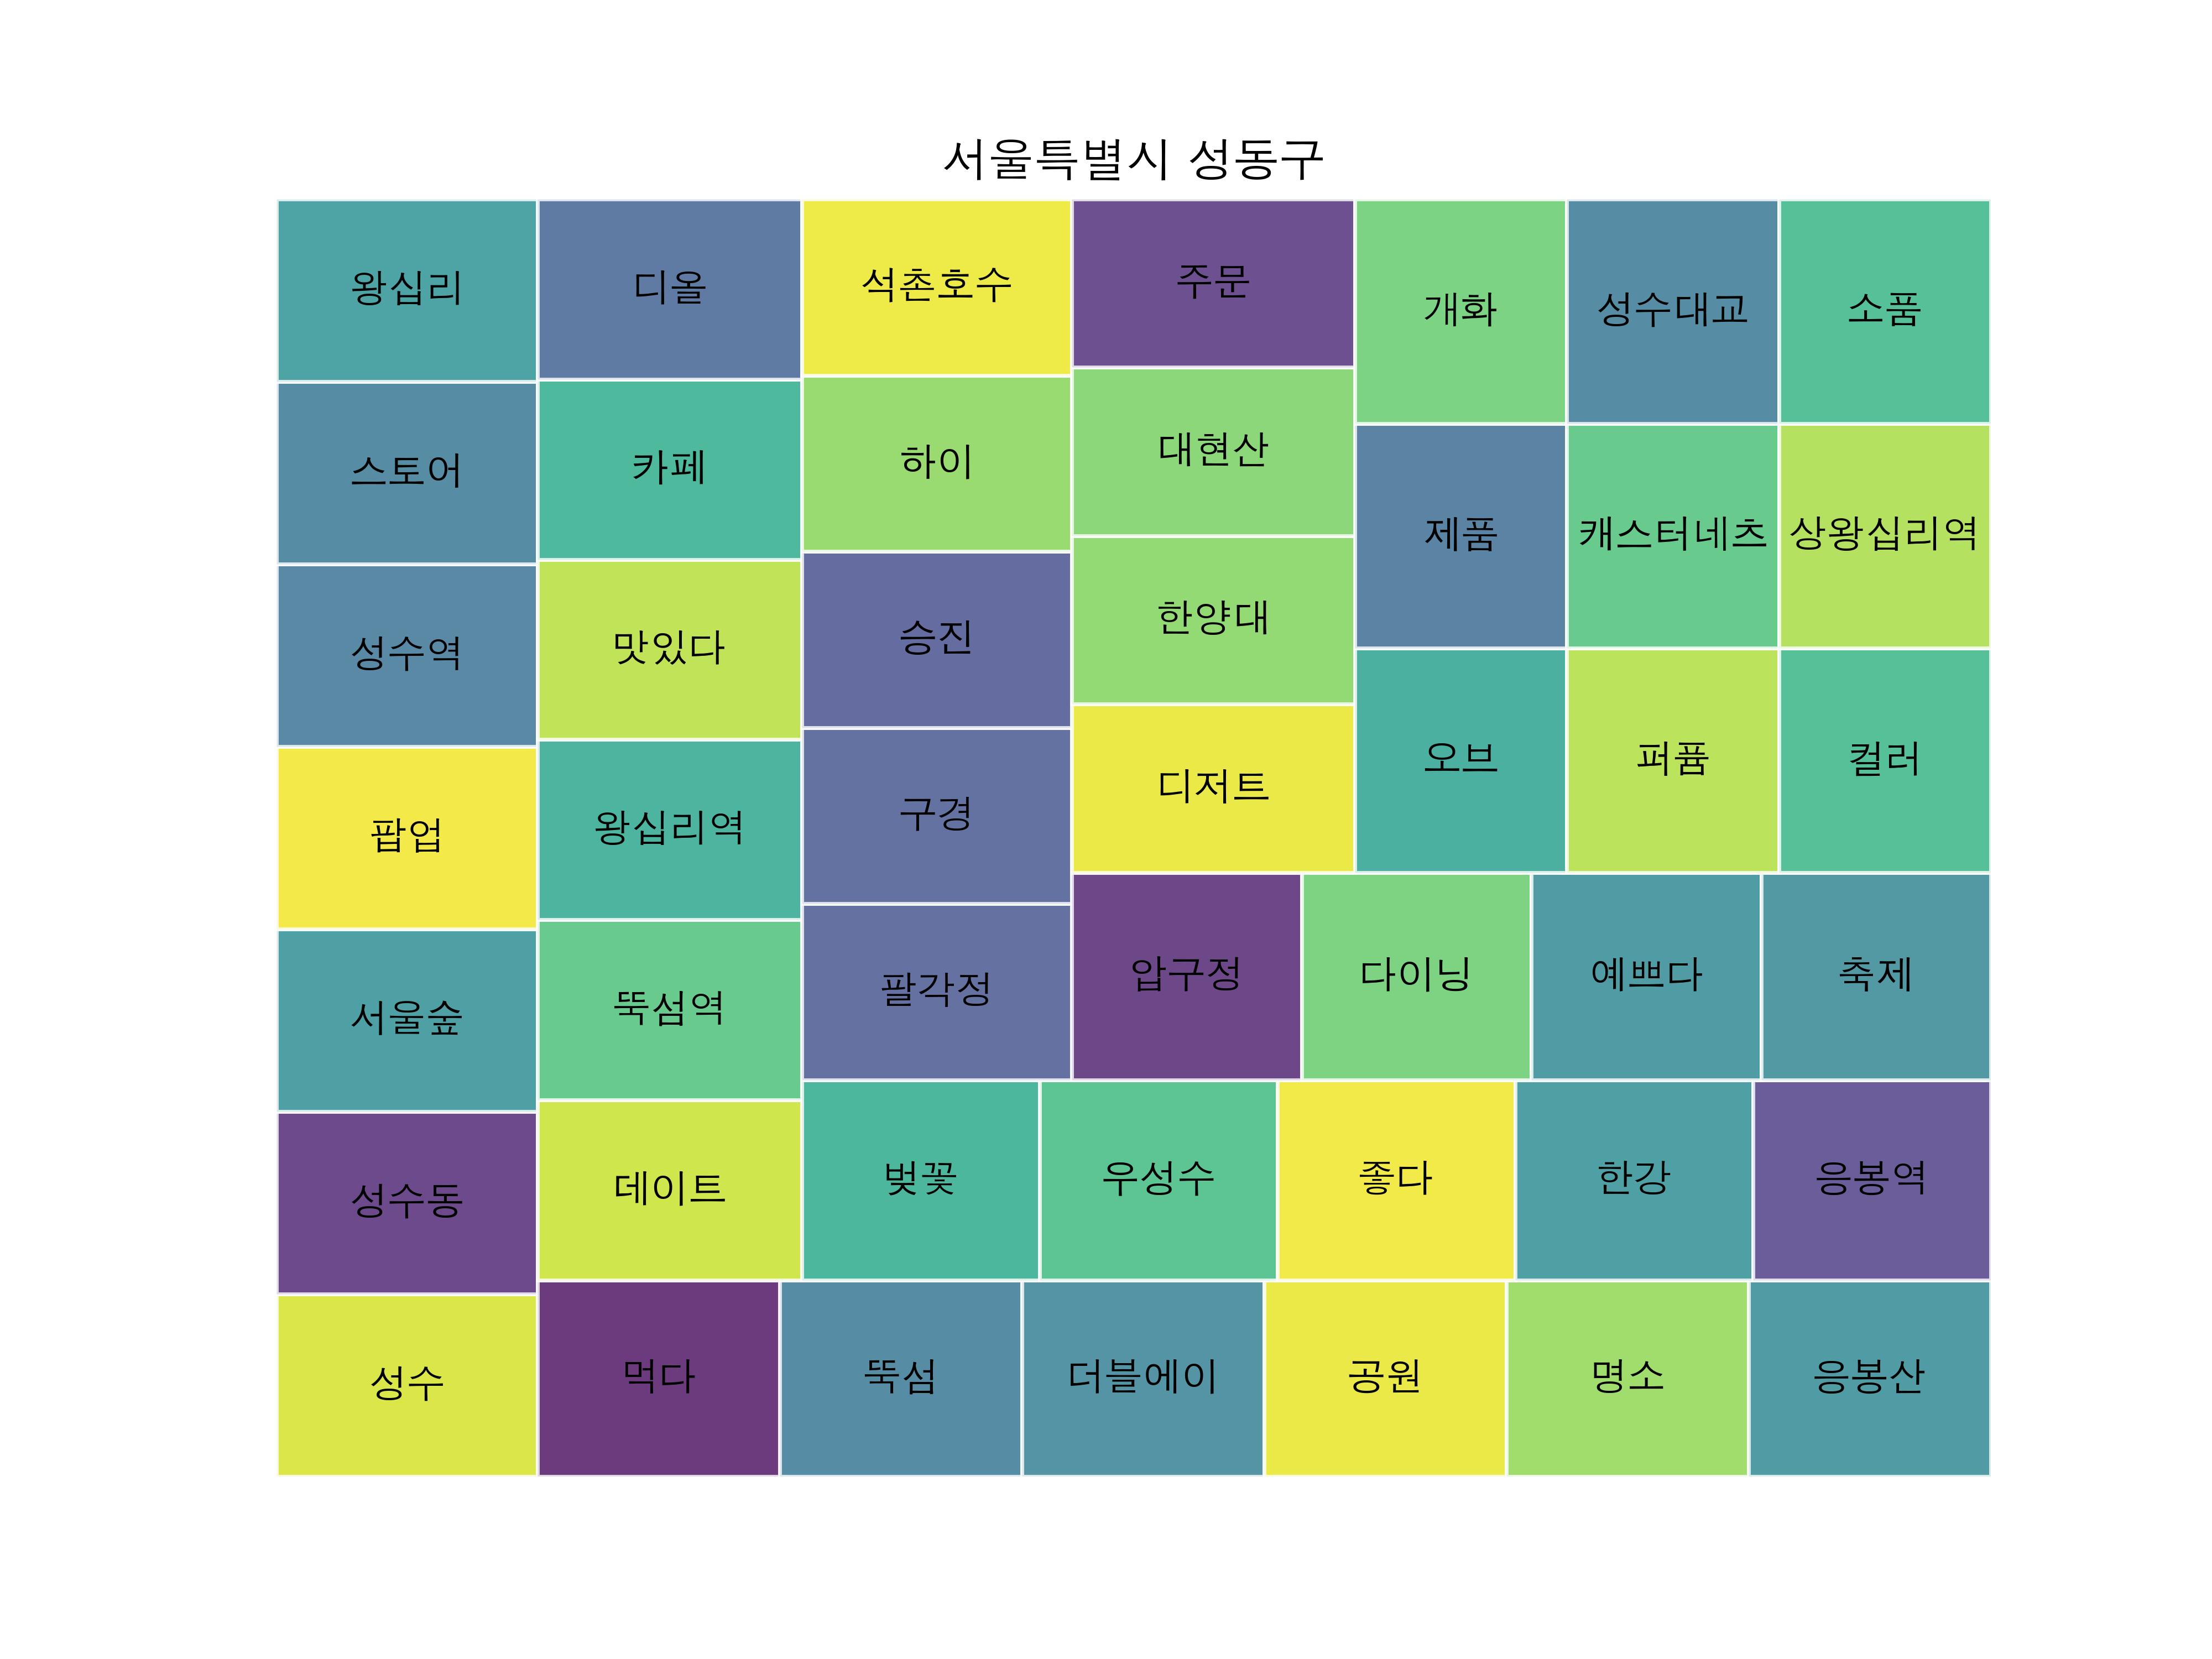 서울특별시 성동구
왕십리
디올
석촌호수
주문
개화
성수대교
소품
스토어
카페
하이
대현산
제품
캐스터네츠
상왕십리역
성수역
맛있다
승진
한양대
오브
퍼퓸
컬러
팝업
왕십리역
구경
디저트
서울숲
뚝섬역
팔각정
압구정
다이닝
예쁘다
축제
성수동
데이트
벚꽃
우성수
좋다
한강
응봉역
성수
먹다
뚝섬
더블에이
공원
명소
응봉산